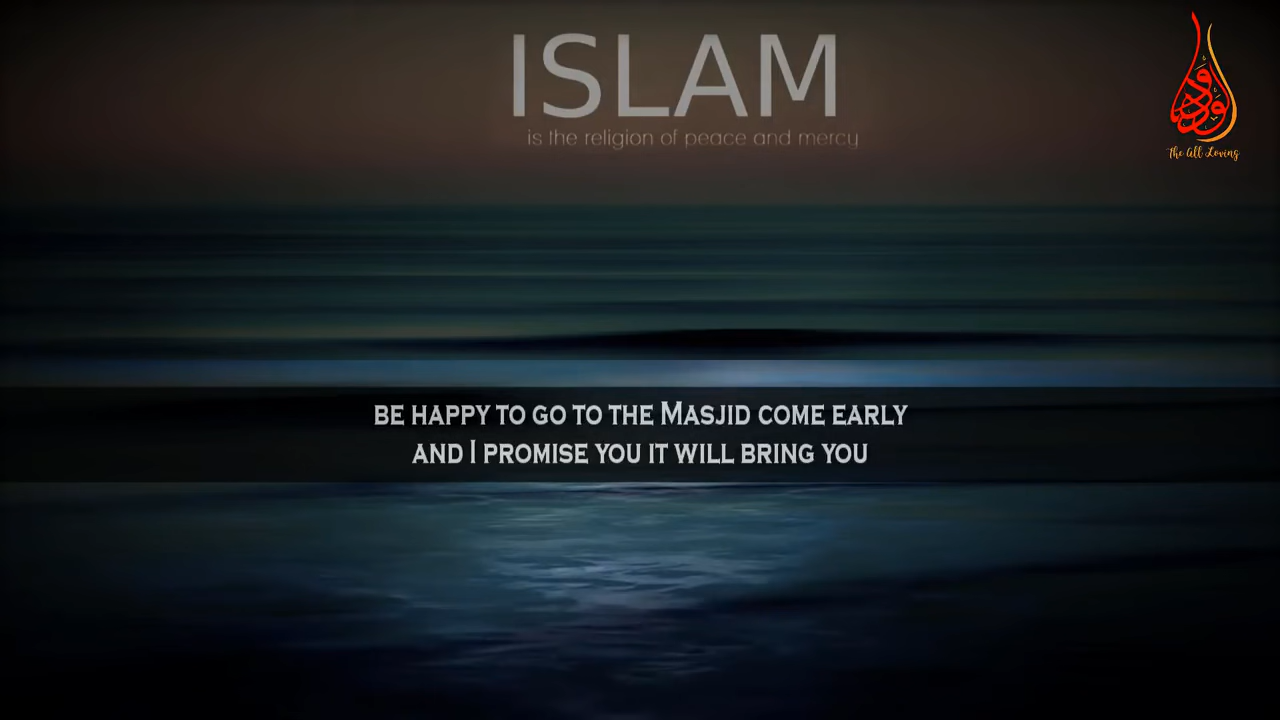 ISLAM
is the religion of peace and mercy
ودود
The All Loving
BE HAPPY TO GO TO THE MASJID COME EARLY
AND I PROMISE YOU IT WILL BRING YOU